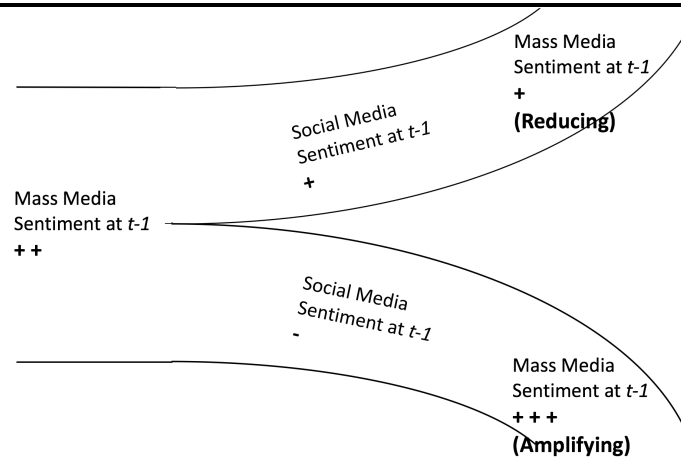 Mass Media
Sentiment at t-1
+
(Reducing)
Social Media
Sentiment at t-1
+
Mass Media
Sentiment at t-1
+ +
Social Media
Sentiment at t-1
-
Mass Media
Sentiment at t-1
+ + +
(Amplifying)